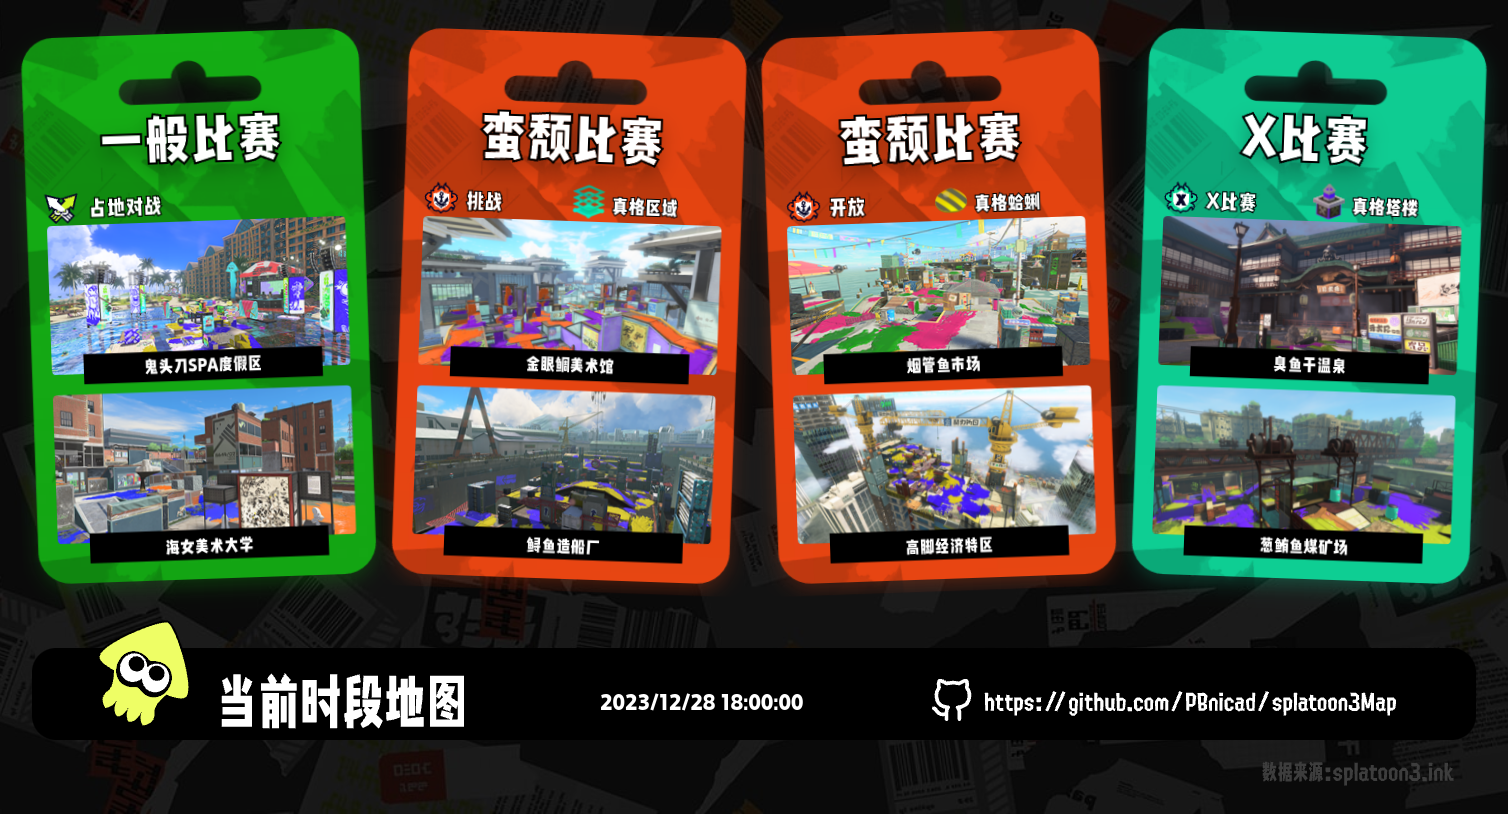 一般比赛
占地对战
鬼头刀SPA度假区
海女美术大学
蛮颓比赛
挑战
真格区域
金眼鲷美术馆
鲟鱼造船厂
蛮颓比赛
开放
真格蛤蜊
烟管鱼市场
高脚经济特区
X比赛
X比赛
真格塔楼
臭鱼干温泉
葱鲔鱼煤矿场
当前时段地图
2023/12/28 18:00:00
https://github.com/PBnicad/splatoon3Map
数据来源:splatoon3.ink